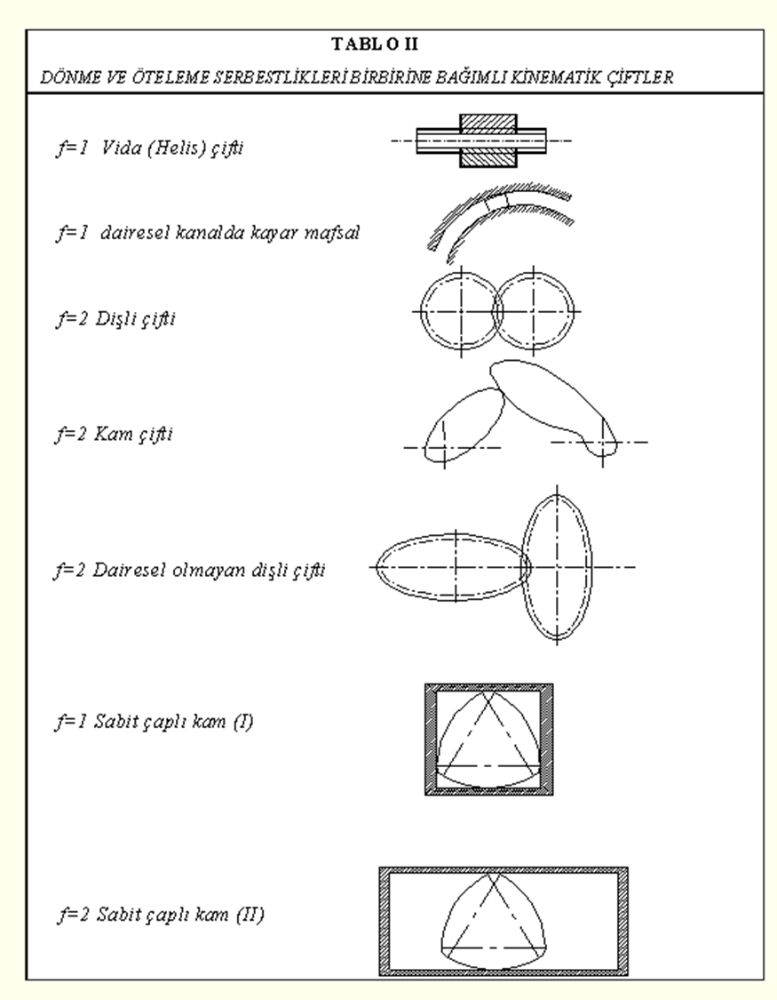 TABLO II
DÖNME VE ÖTELEME SERBESTLİKLERİ BİRBİRİNE BAĞIMLI KİNEMATİK ÇİFTLER
f=1 Vida (Helis) çifti
f=1 dairesel kanalda kayar mafsal
f=2 Dişli çifti
f=2 Kam çifti
f=2 Dairesel olmayan dişli çifti
f=1 Sabit çaplı kam (I)
f=2 Sabit çaplı kam (II)